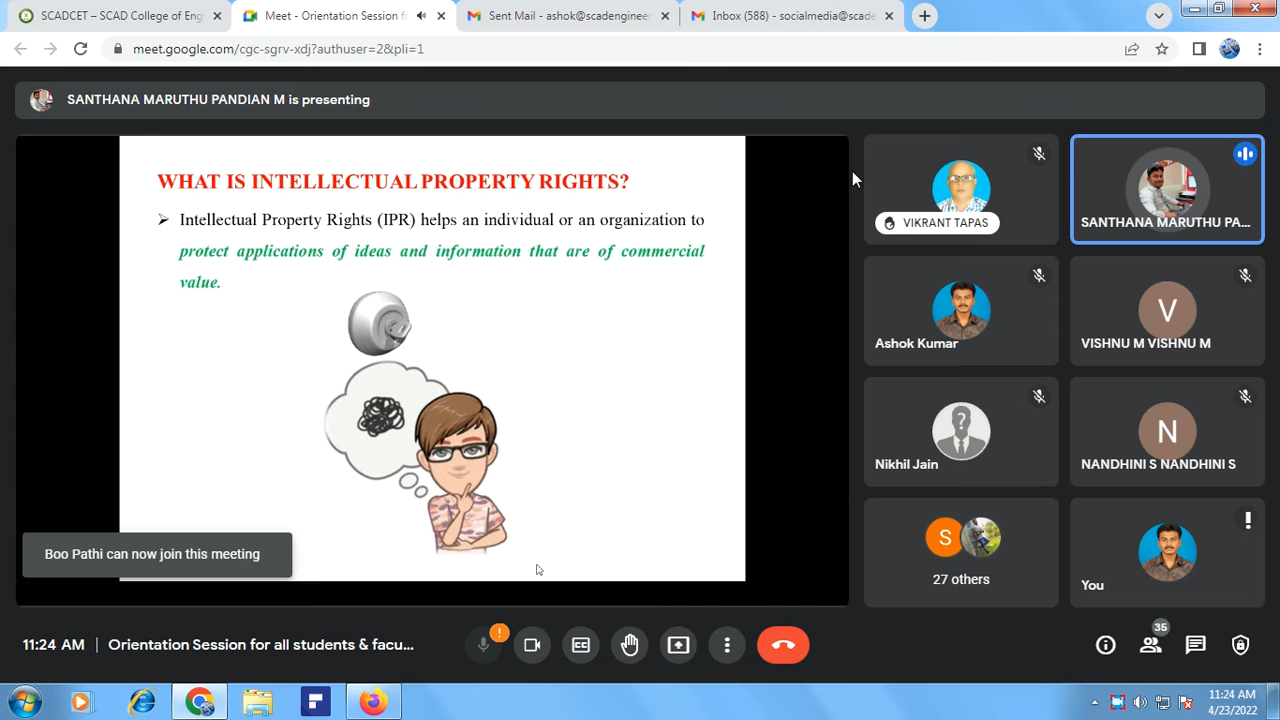 SCADCET – SCAD College of Eng
Meet - Orientation Session fo
Sent Mail - ashok@scadenginee
Inbox (588) - socialmedia@scade
meet.google.com/cgc-sgrv-xdj?authuser=2&pli=1
SANTHANA MARUTHU PANDIAN M is presenting
WHAT IS INTELLECTUAL PROPERTY RIGHTS?
➢ Intellectual Property Rights (IPR) helps an individual or an organization to
protect applications of ideas and information that are of commercial
value.
VIKRANT TAPAS
SANTHANA MARUTHU PA...
Ashok Kumar
V
VISHNU M VISHNU M
?
Nikhil Jain
N
NANDHINI S NANDHINI S
S
27 others
You
Boo Pathi can now join this meeting
11:24 AM | Orientation Session for all students & facu...
CC
35
11:24 AM
4/23/2022